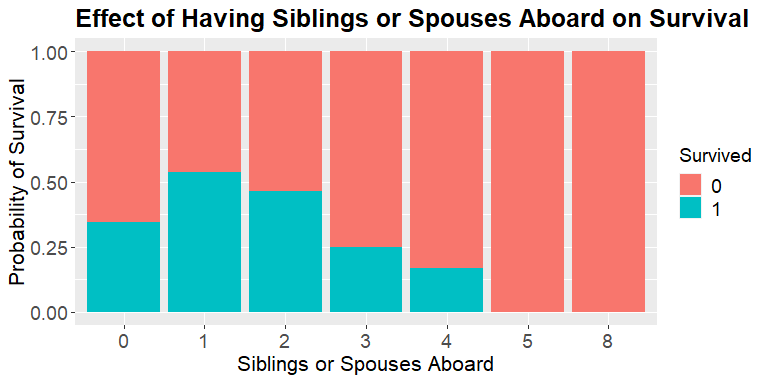 Effect of Having Siblings or Spouses Aboard on Survival
Probability of Survival
1.00
0.75
0.50
0.25
0.00
0 1 2 3 4 5 8
Siblings or Spouses Aboard
Survived
0
1